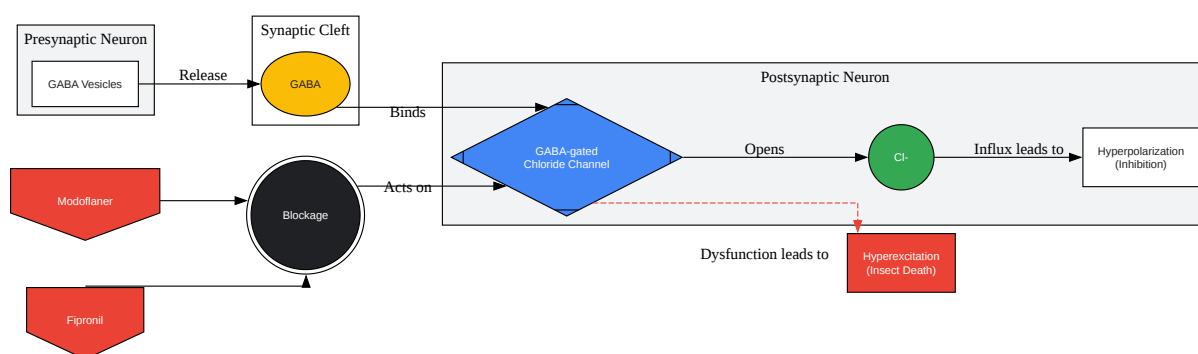 Presynaptic Neuron
GABA Vesicles
Release
Synaptic Cleft
GABA
Binds
Postsynaptic Neuron
GABA-gated
Chloride Channel
Opens
Cl-
Influx leads to
Hyperpolarization
(Inhibition)
Modoflaner
Blockage
Acts on
Dysfunction leads to
Hyperexcitation
(Insect Death)
Fipronil